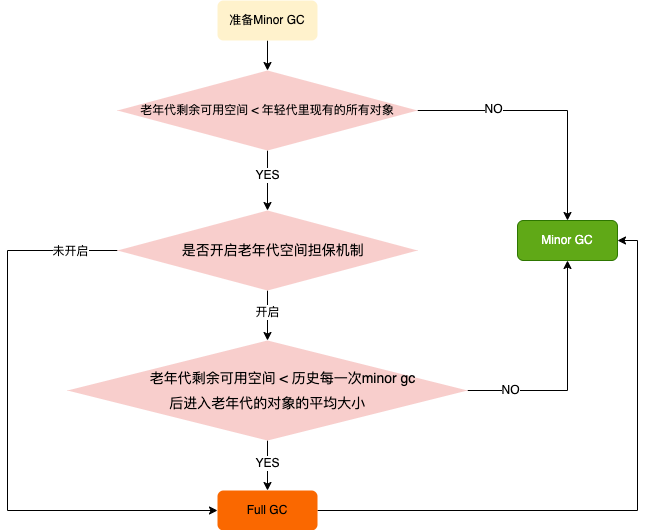 准备Minor GC
老年代剩余可用空间 < 年轻代里现有的所有对象
NO
YES
是否开启老年代空间担保机制
未开启
Minor GC
开启
老年代剩余可用空间 < 历史每一次minor gc
后进入老年代的对象的平均大小
NO
YES
Full GC